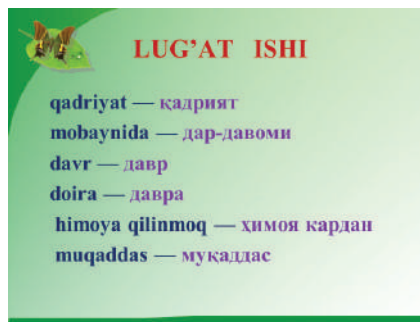 LUG’AT ISHI
qadriyat — қадрият
mobaynida — дар-давоми
davr — давр
doira — давра
himoya qilinmoq — ҳимоя кардан
muqaddas — муқаддас